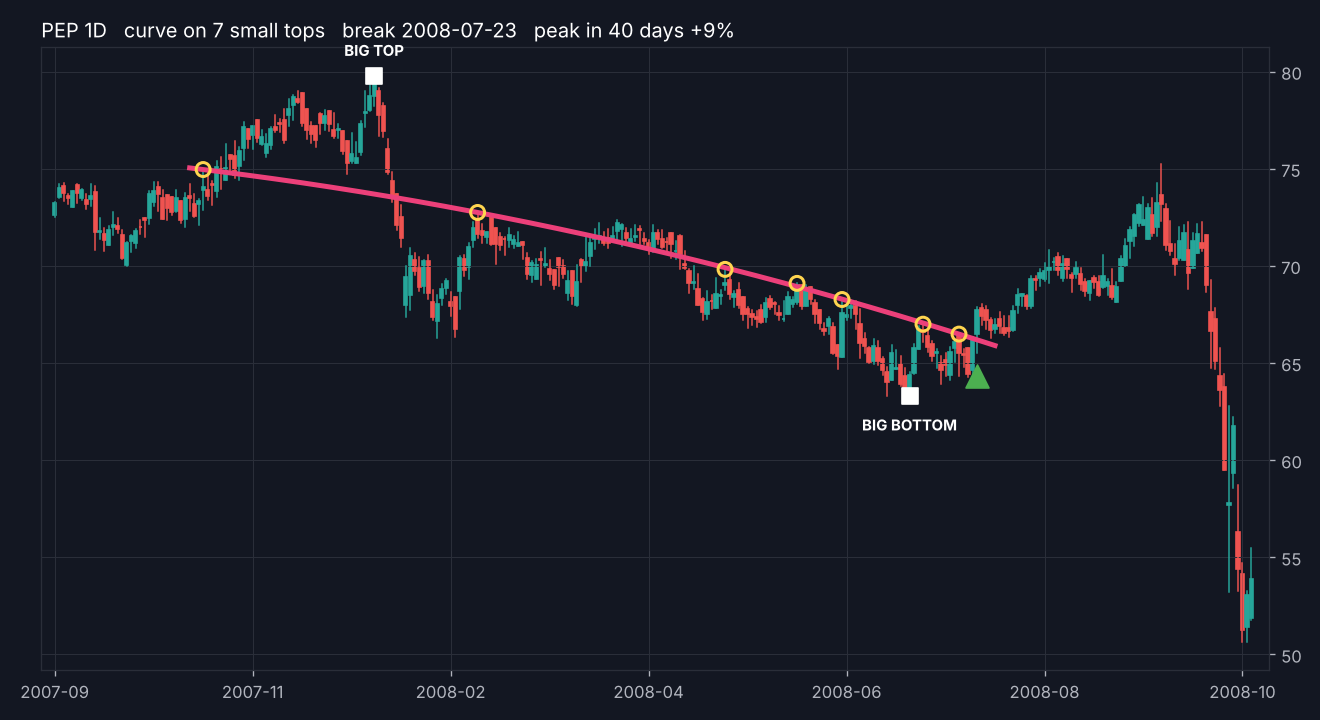 PEP 1D   curve on 7 small tops   break 2008-07-23   peak in 40 days +9%
BIG TOP
80
75
70
65
BIG BOTTOM
60
55
50
2007-09 2007-11 2008-02 2008-04 2008-06 2008-08 2008-10